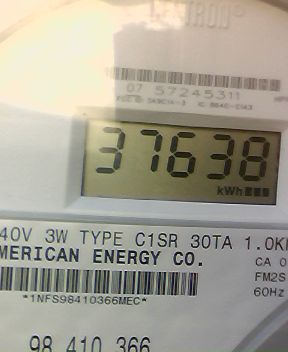 07 57245311
37638
kWh
40V 3W TYPE C1SR 30TA 1.0K
MERICAN ENERGY CO.
CA 0
FM2S
60Hz
*1NFS98410366MEC*
98 410 366